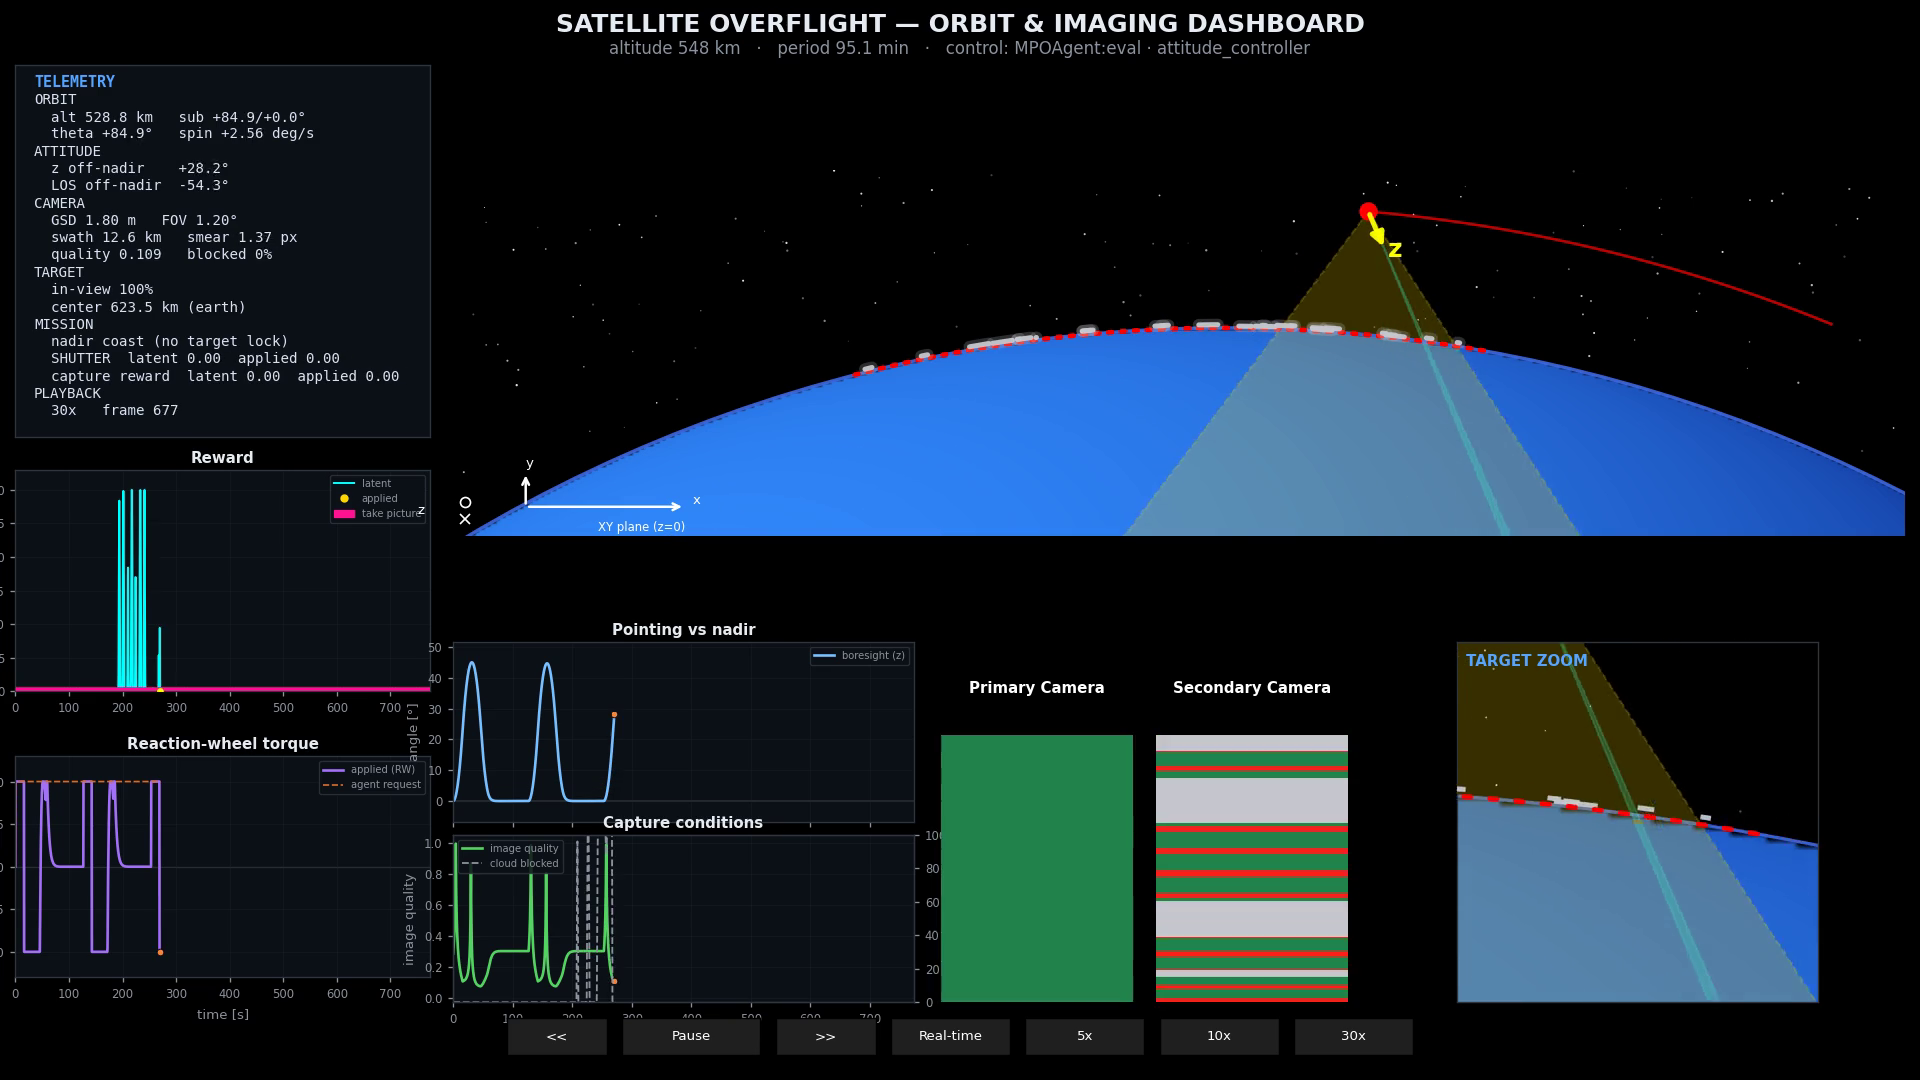 SATELLITE OVERFLIGHT — ORBIT & IMAGING DASHBOARD
altitude 548 km · period 95.1 min · control: MPOAgent:eval · attitude_controller
TELEMETRY
ORBIT
alt 528.8 km sub +84.9/+0.0°
theta +84.9° spin +2.56 deg/s
ATTITUDE
z off-nadir +28.2°
LOS off-nadir -54.3°
CAMERA
GSD 1.80 m FOV 1.20°
swath 12.6 km smear 1.37 px
quality 0.109 blocked 0%
TARGET
in-view 100%
center 623.5 km (earth)
MISSION
nadir coast (no target lock)
SHUTTER latent 0.00 applied 0.00
capture reward latent 0.00 applied 0.00
PLAYBACK
30x frame 677
z
y
x
XY plane (z=0)
z
Reward
latent
applied
take picture
0 100 200 300 400 500 600 700
Reaction-wheel torque
applied (RW)
agent request
0 100 200 300 400 500 600 700
time [s]
Pointing vs nadir
boresight (z)
50
40
30
20
10
0
angle [°]
Capture conditions
image quality
cloud blocked
1.0
0.8
0.6
0.4
0.2
0.0
image quality
80
60
40
20
0
0 100 200 300 400 500 600 700
Primary Camera
Secondary Camera
TARGET ZOOM
<< Pause >> Real-time 5x 10x 30x